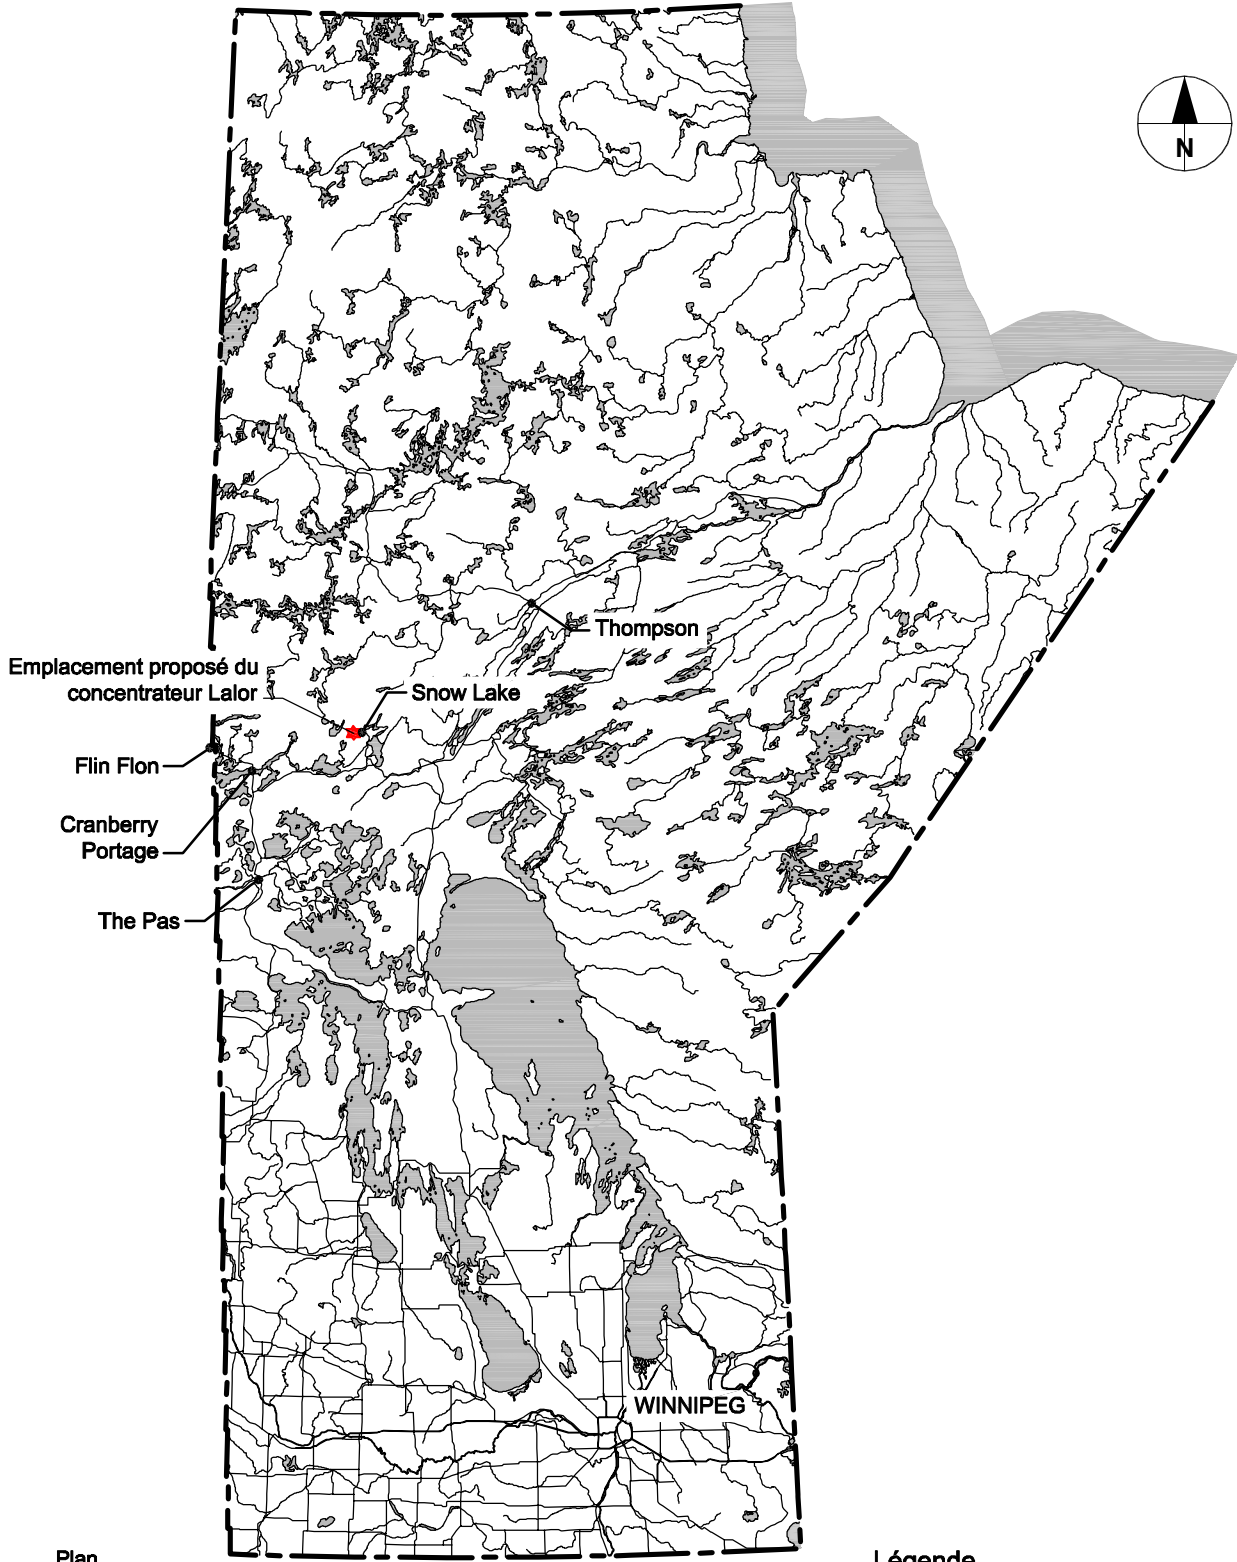 N
Thompson
Emplacement proposé du
concentrateur Lalor
Snow Lake
Flin Flon
Cranberry
Portage
The Pas
WINNIPEG
Plan
Légende